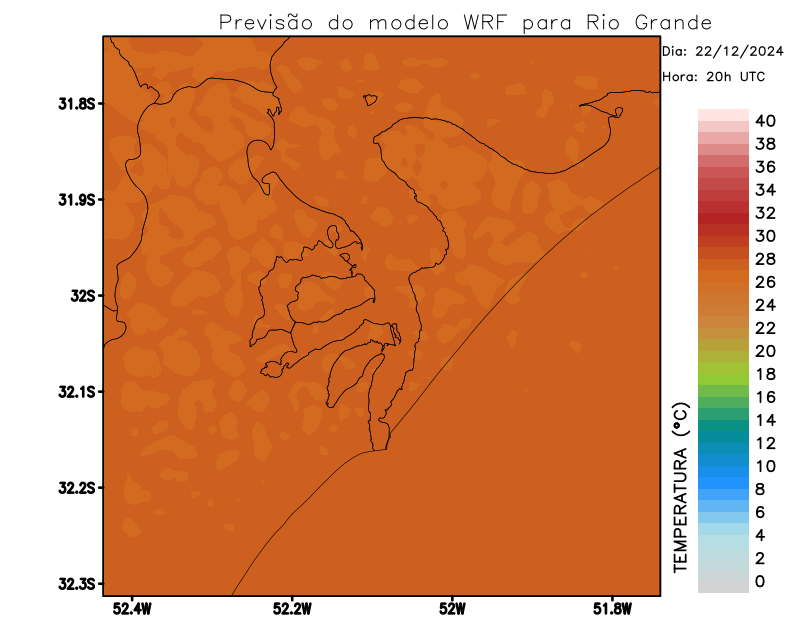 Previsão do modelo WRF para Rio Grande
Dia: 22/12/2024
Hora: 20h UTC
31.8S
31.9S
32S
32.1S
32.2S
32.3S
52.4W
52.2W
52W
51.8W
40
38
36
34
32
30
28
26
24
22
20
18
16
14
12
10
8
6
4
2
0
TEMPERATURA (°C)